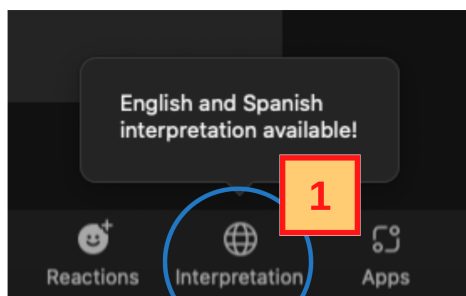 English and Spanish
interpretation available!
1
Reactions Interpretation Apps